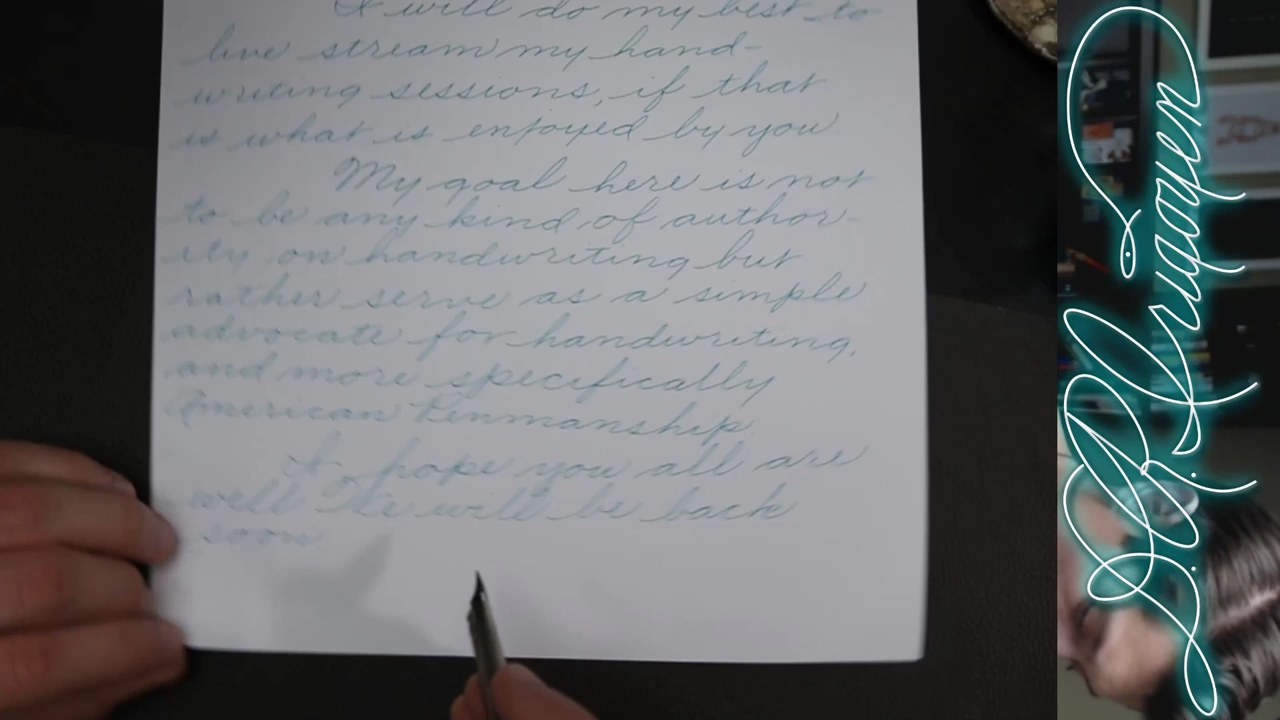 I will do my best to
live stream my hand-
writing sessions, if that
is what is enjoyed by you
My goal here is not
to be any kind of author-
ity on handwriting but
rather serve as a simple
advocate for handwriting,
and more specifically
American Penmanship.
I hope you all are
well We will be back
soon